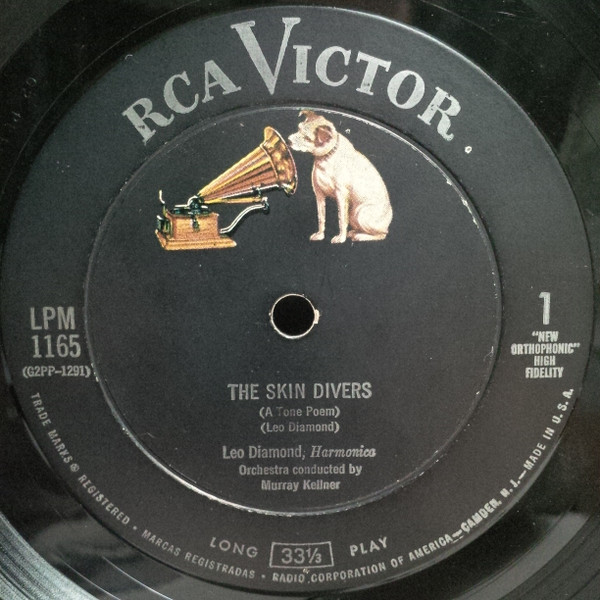 RCA VICTOR
LPM
1165
(G2PP-1291)
1
"NEW
ORTHOPHONIC"
HIGH
FIDELITY
THE SKIN DIVERS
(A Tone Poem)
(Leo Diamond)
Leo Diamond, Harmonica
Orchestra conducted by
Murray Kellner
LONG 33⅓ PLAY
TRADE MARKS ® REGISTERED • MARCAS REGISTRADAS • RADIO CORPORATION OF AMERICA—CAMDEN, N. J.—MADE IN U. S. A.